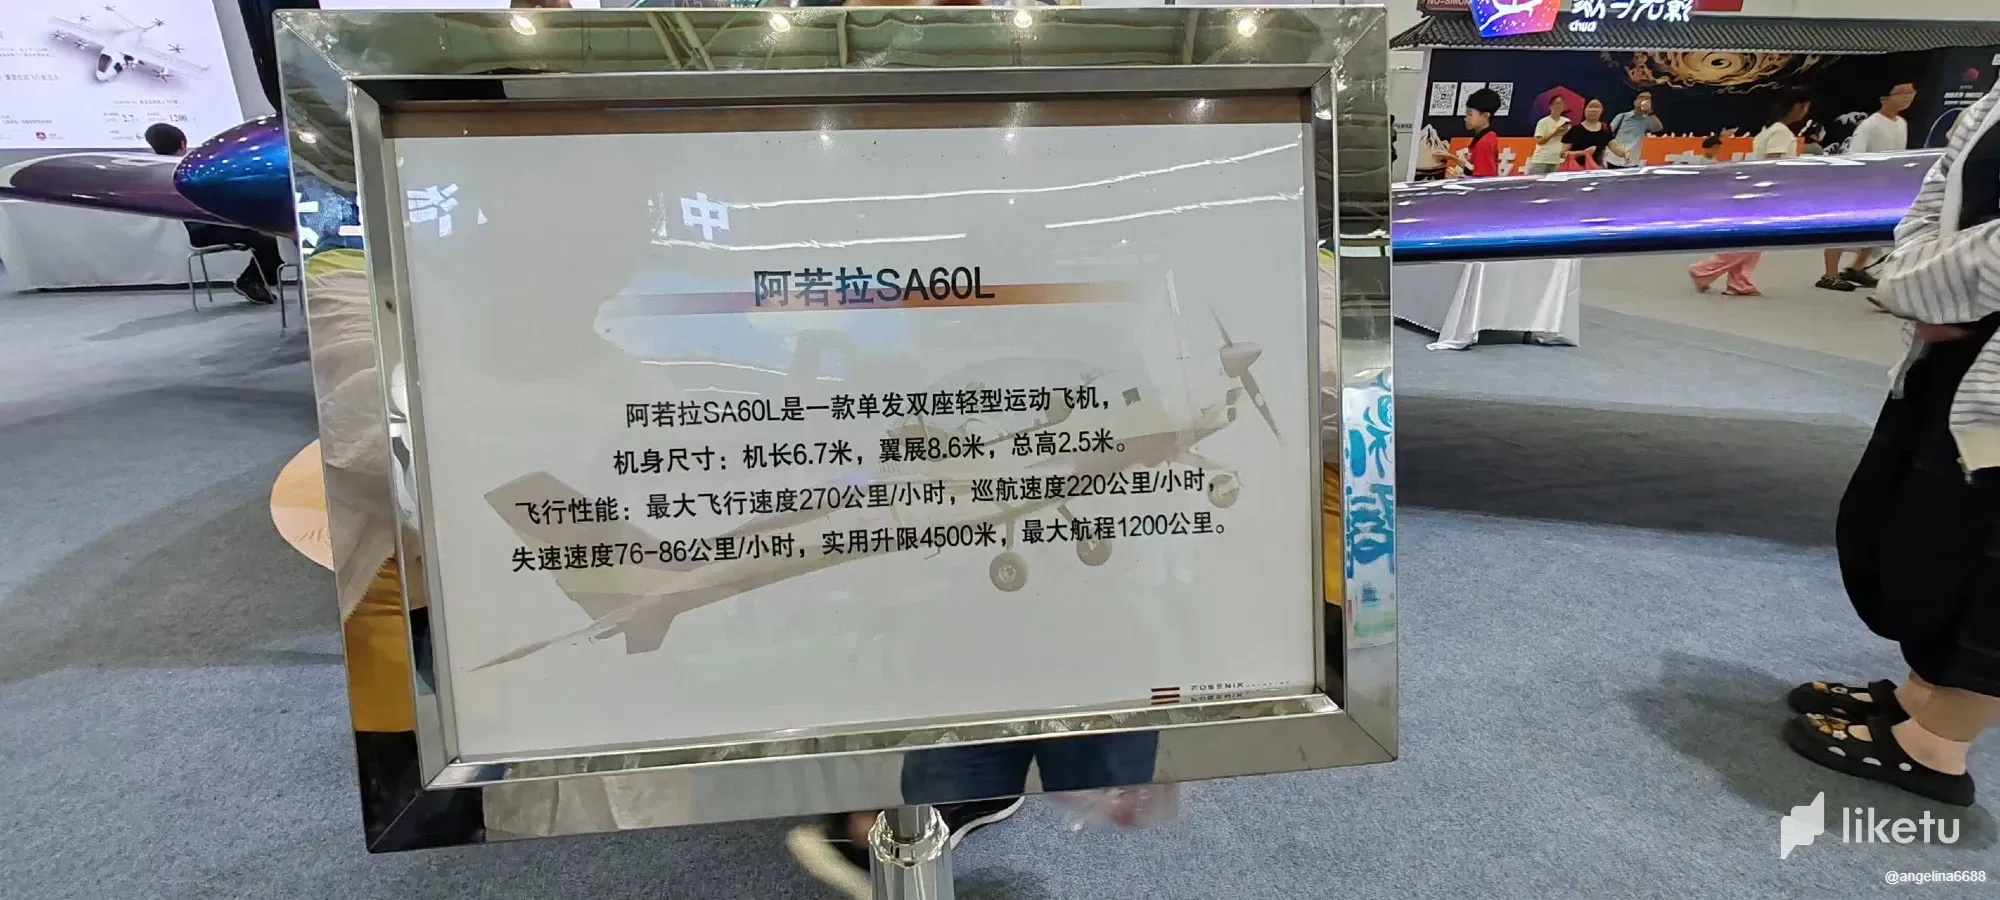 阿若拉SA60L
阿若拉SA60L是一款单发双座轻型运动飞机，
机身尺寸：机长6.7米，翼展8.6米，总高2.5米。
飞行性能：最大飞行速度270公里/小时，巡航速度220公里/小时，
失速速度76-86公里/小时，实用升限4500米，最大航程1200公里。
中
2.7
1200
chua
liketu
@angelina6688